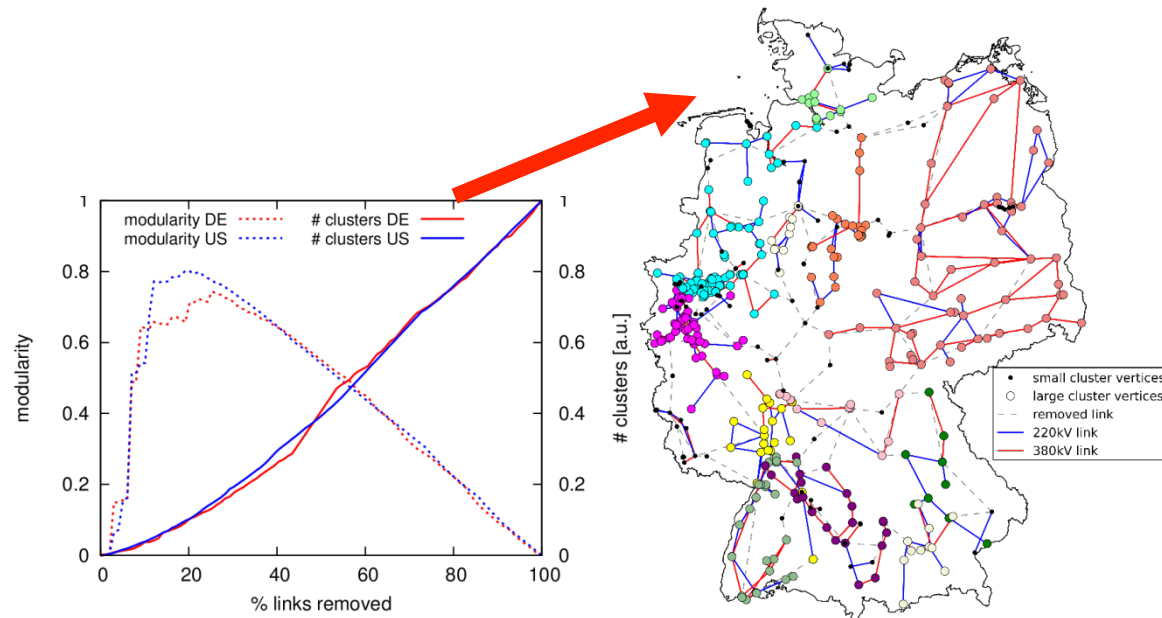 modularity DE # clusters DE
modularity US # clusters US
1
0.8
0.6
0.4
0.2
0
modularity
0 20 40 60 80 100
% links removed
1
0.8
0.6
0.4
0.2
0
# clusters [a.u.]
small cluster vertices
large cluster vertices
removed link
220kV link
380kV link